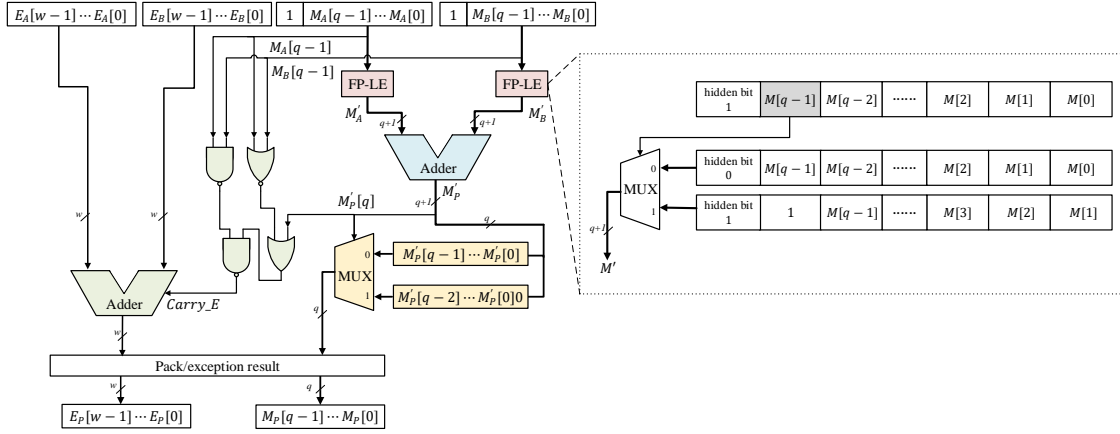 E_A[w − 1] ⋯ E_A[0] E_B[w − 1] ⋯ E_B[0] 1 M_A[q − 1] ⋯ M_A[0] 1 M_B[q − 1] ⋯ M_B[0]
M_A[q − 1]
M_B[q − 1]
FP-LE FP-LE
M'_A M'_B
q+1 q+1
Adder
M'_P
q+1
M'_P[q]
q
w w
MUX
0 M'_P[q − 1] ⋯ M'_P[0]
1 M'_P[q − 2] ⋯ M'_P[0]0
Adder
Carry_E
q
w
Pack/exception result
w q
E_P[w − 1] ⋯ E_P[0] M_P[q − 1] ⋯ M_P[0]
hidden bit 1 M[q − 1] M[q − 2] ⋯⋯ M[2] M[1] M[0]
MUX
0 hidden bit 0 M[q − 1] M[q − 2] ⋯⋯ M[2] M[1] M[0]
1 hidden bit 1 1 M[q − 1] ⋯⋯ M[3] M[2] M[1]
q+1
M'